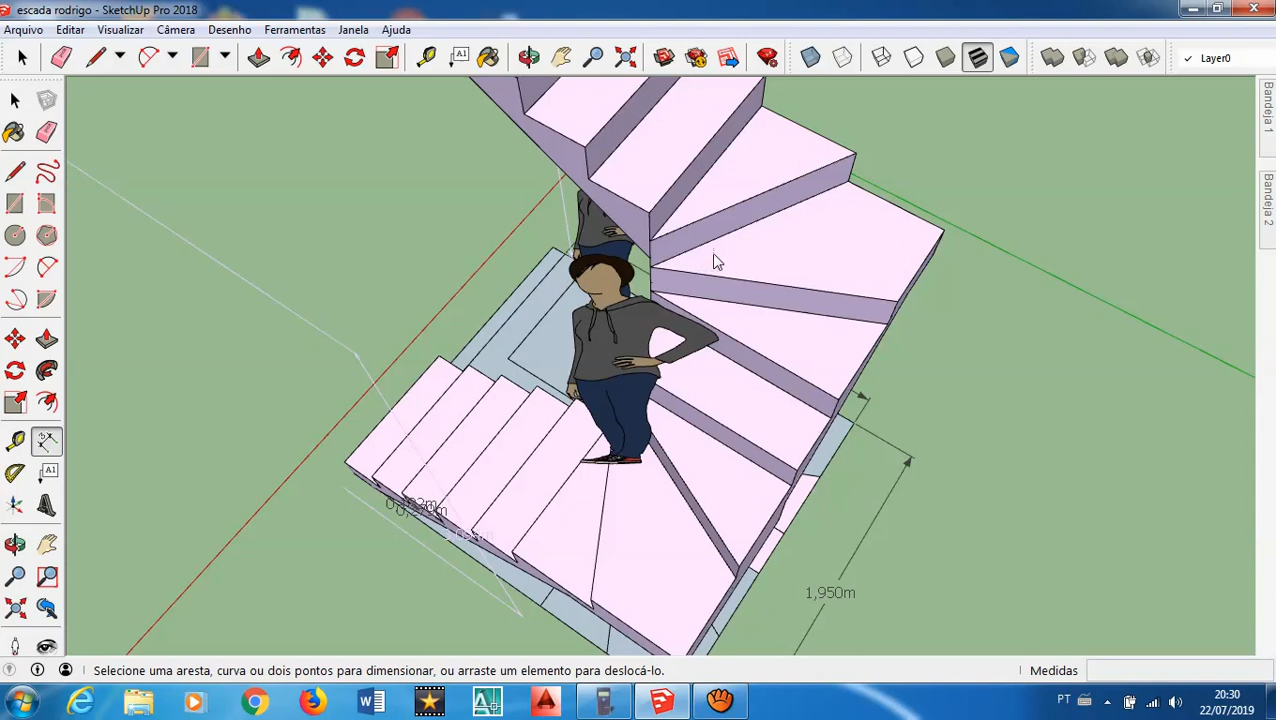 escada rodrigo - SketchUp Pro 2018
Arquivo Editar Visualizar Câmera Desenho Ferramentas Janela Ajuda
A1
Layer0
Bandeja 1
Bandeja 2
A1
1,950m
Selecione uma aresta, curva ou dois pontos para dimensionar, ou arraste um elemento para deslocá-lo.
Medidas
PT
20:30
22/07/2019